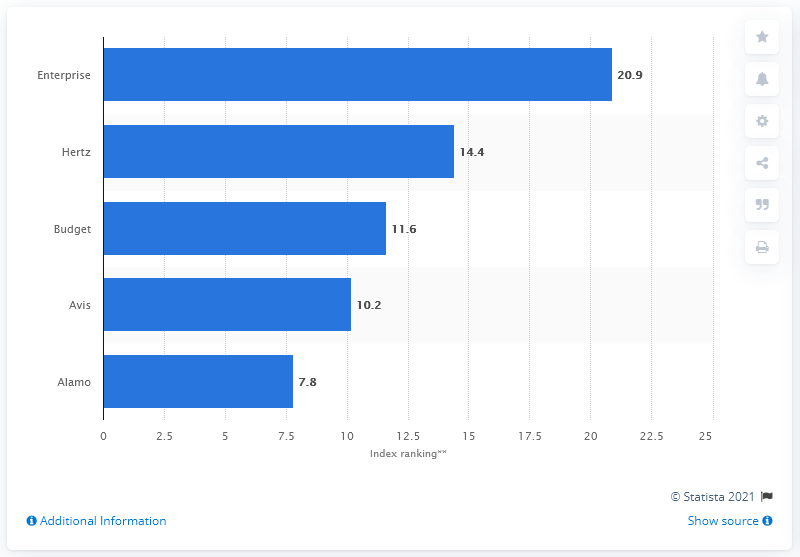 Enterprise 20.9
Hertz 14.4
Budget 11.6
Avis 10.2
Alamo 7.8
0 2.5 5 7.5 10 12.5 15 17.5 20 22.5 25
Index ranking**
© Statista 2021
Additional Information Show source